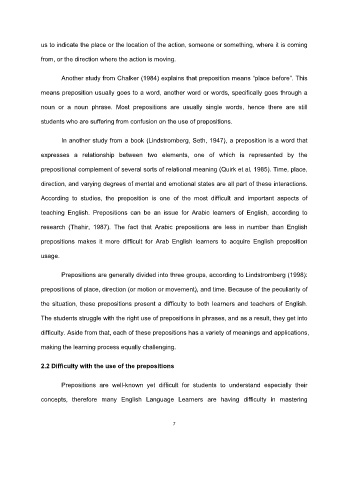 us to indicate the place or the location of the action, someone or something, where it is coming
from, or the direction where the action is moving.
Another study from Chalker (1984) explains that preposition means “place before”. This
means preposition usually goes to a word, another word or words, specifically goes through a
noun or a noun phrase. Most prepositions are usually single words, hence there are still
students who are suffering from confusion on the use of prepositions.
In another study from a book (Lindstromberg, Seth, 1947), a preposition is a word that
expresses a relationship between two elements, one of which is represented by the
prepositional complement of several sorts of relational meaning (Quirk et al, 1985). Time, place,
direction, and varying degrees of mental and emotional states are all part of these interactions.
According to studies, the preposition is one of the most difficult and important aspects of
teaching English. Prepositions can be an issue for Arabic learners of English, according to
research (Thahir, 1987). The fact that Arabic prepositions are less in number than English
prepositions makes it more difficult for Arab English learners to acquire English preposition
usage.
Prepositions are generally divided into three groups, according to Lindstromberg (1998):
prepositions of place, direction (or motion or movement), and time. Because of the peculiarity of
the situation, these prepositions present a difficulty to both learners and teachers of English.
The students struggle with the right use of prepositions in phrases, and as a result, they get into
difficulty. Aside from that, each of these prepositions has a variety of meanings and applications,
making the learning process equally challenging.
2.2 Difficulty with the use of the prepositions
Prepositions are well-known yet difficult for students to understand especially their
concepts, therefore many English Language Learners are having difficulty in mastering
7